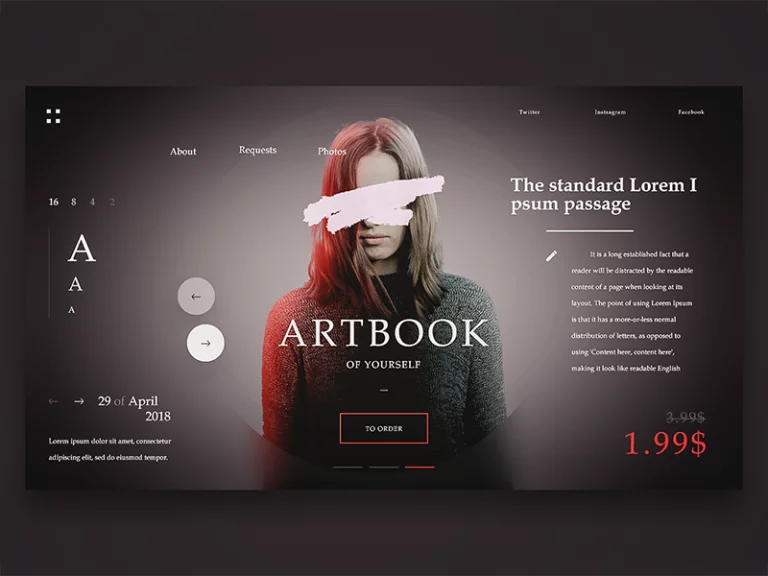 Twitter
Insteagram
Facebook
About
Requests
Photos
The standard Lorem I
psum passage
16 8 4 2
A
A
A
It is a long established fact that a
reader will be distracted by the readable
content of a page when looking at its
layout. The point of using Lorem Ipsum
is that it has a more-or-less normal
distribution of letters, as opposed to
using 'Content here, content here',
making it look like readable English
ARTBOOK
OF YOURSELF
TO ORDER
← → 29 of April
2018
Lorem ipsum dolor sit amet, consectetur
adipiscing elit, sed do eiusmod tempor.
3.99$
1.99$